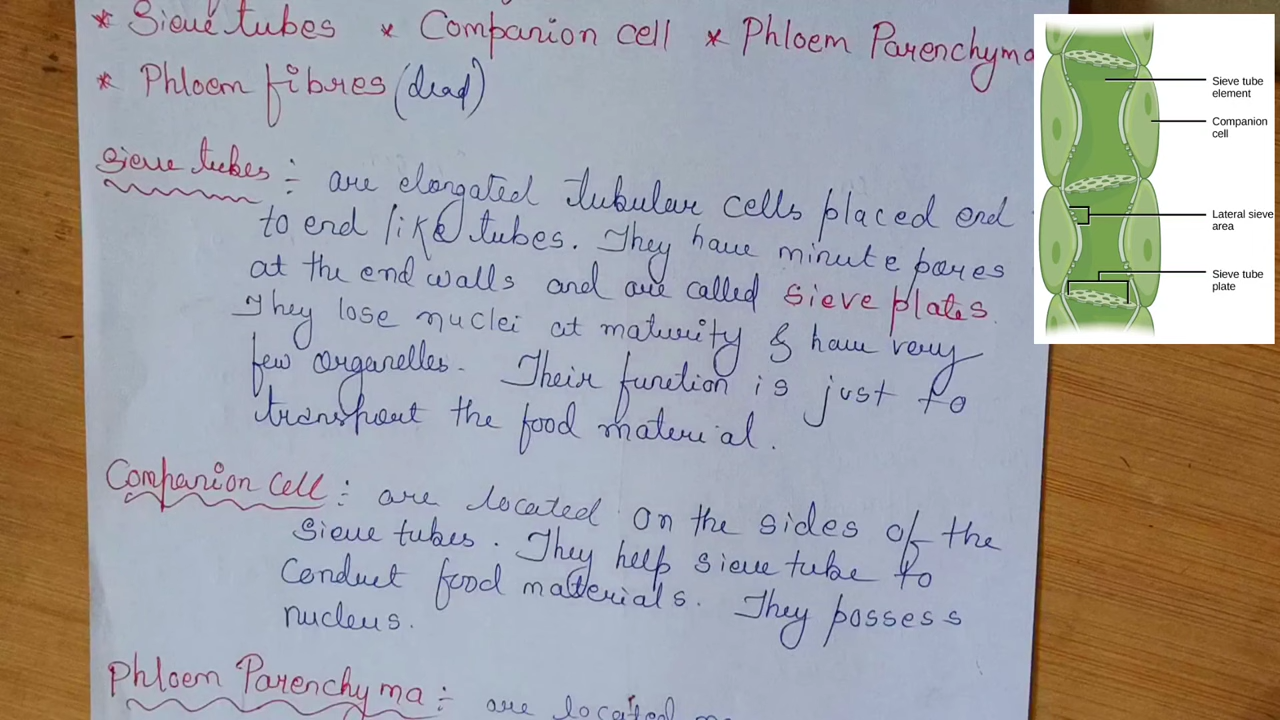 * Sieve tubes * Companion cell * Phloem Parenchyma
* Phloem fibres (dead)
Sieve tubes :- are elongated tubular cells placed end
to end like tubes. They have minute pores
at the end walls and are called sieve plates.
They lose nuclei at maturity & have very
few organelles. Their function is just to
transport the food material.
Companion cell :- are located on the sides of the
sieve tubes. They help sieve tube to
conduct food materials. They possess
nucleus.
Phloem Parenchyma :- are located
Sieve tube
element
Companion
cell
Lateral sieve
area
Sieve tube
plate